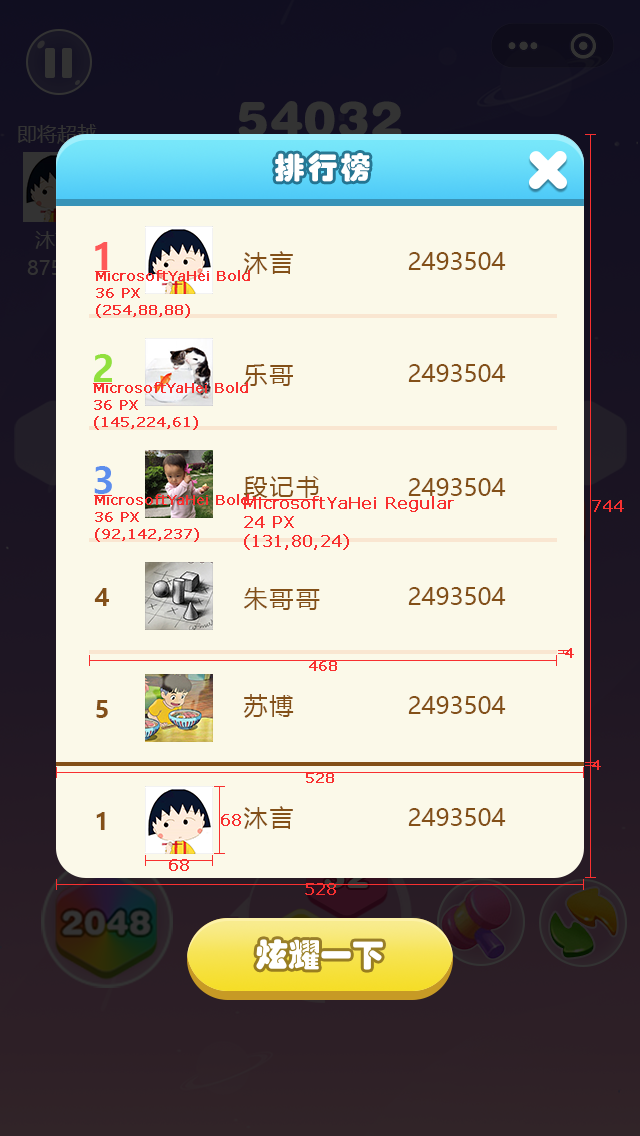 54032
即将超越
沐
875
排行榜
1
沐言
2493504
MicrosoftYaHei Bold
36 PX
(254,88,88)
2
乐哥
2493504
MicrosoftYaHei Bold
36 PX
(145,224,61)
3
段记书
2493504
MicrosoftYaHei Bold
36 PX
(92,142,237)
MicrosoftYaHei Regular
24 PX
(131,80,24)
744
4
朱哥哥
2493504
4
468
5
苏博
2493504
4
528
1
沐言
2493504
68
68
528
2048
炫耀一下